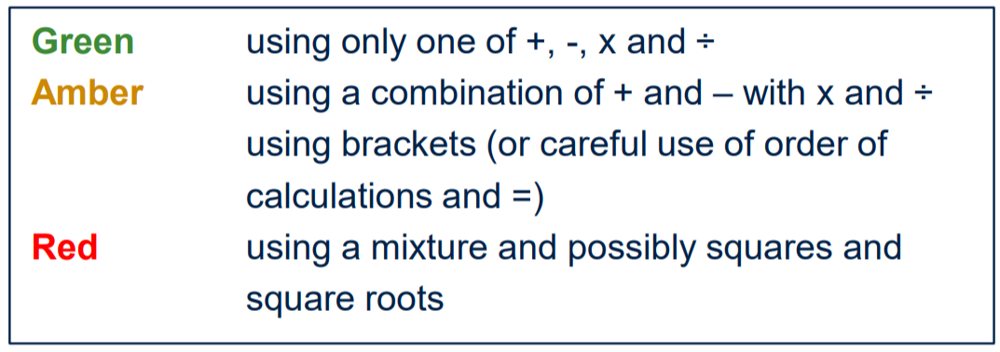 Green using only one of +, -, x and ÷
Amber using a combination of + and – with x and ÷
using brackets (or careful use of order of
calculations and =)
Red using a mixture and possibly squares and
square roots